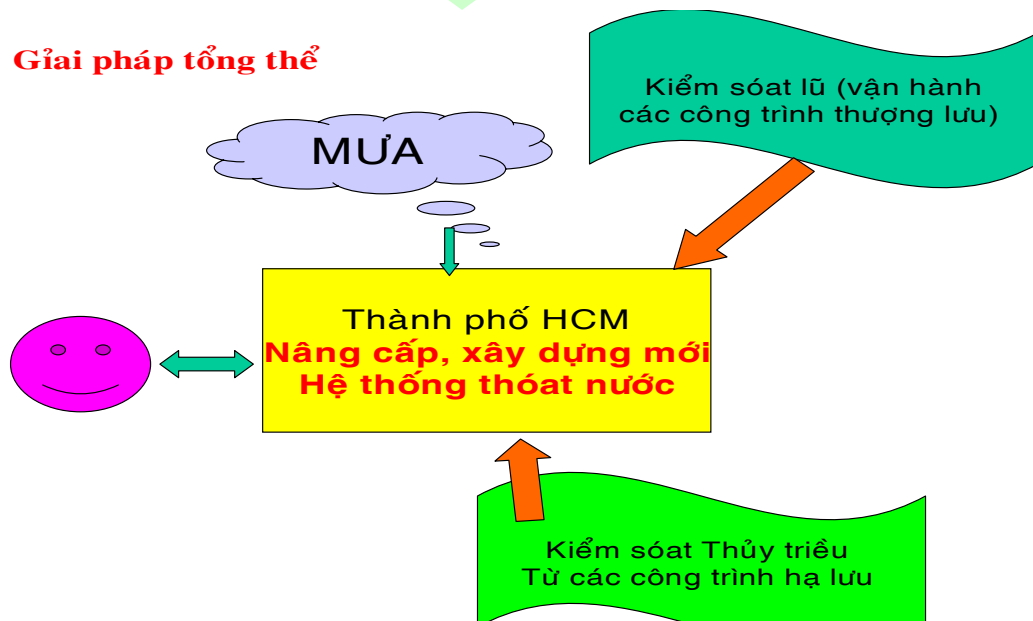 Gỉai pháp tổng thể
Kiểm sóat lũ (vận hành
các công trình thượng lưu)
MƯA
Thành phố HCM
Nâng cấp, xây dựng mới
Hệ thống thóat nước
Kiểm sóat Thủy triều
Từ các công trình hạ lưu